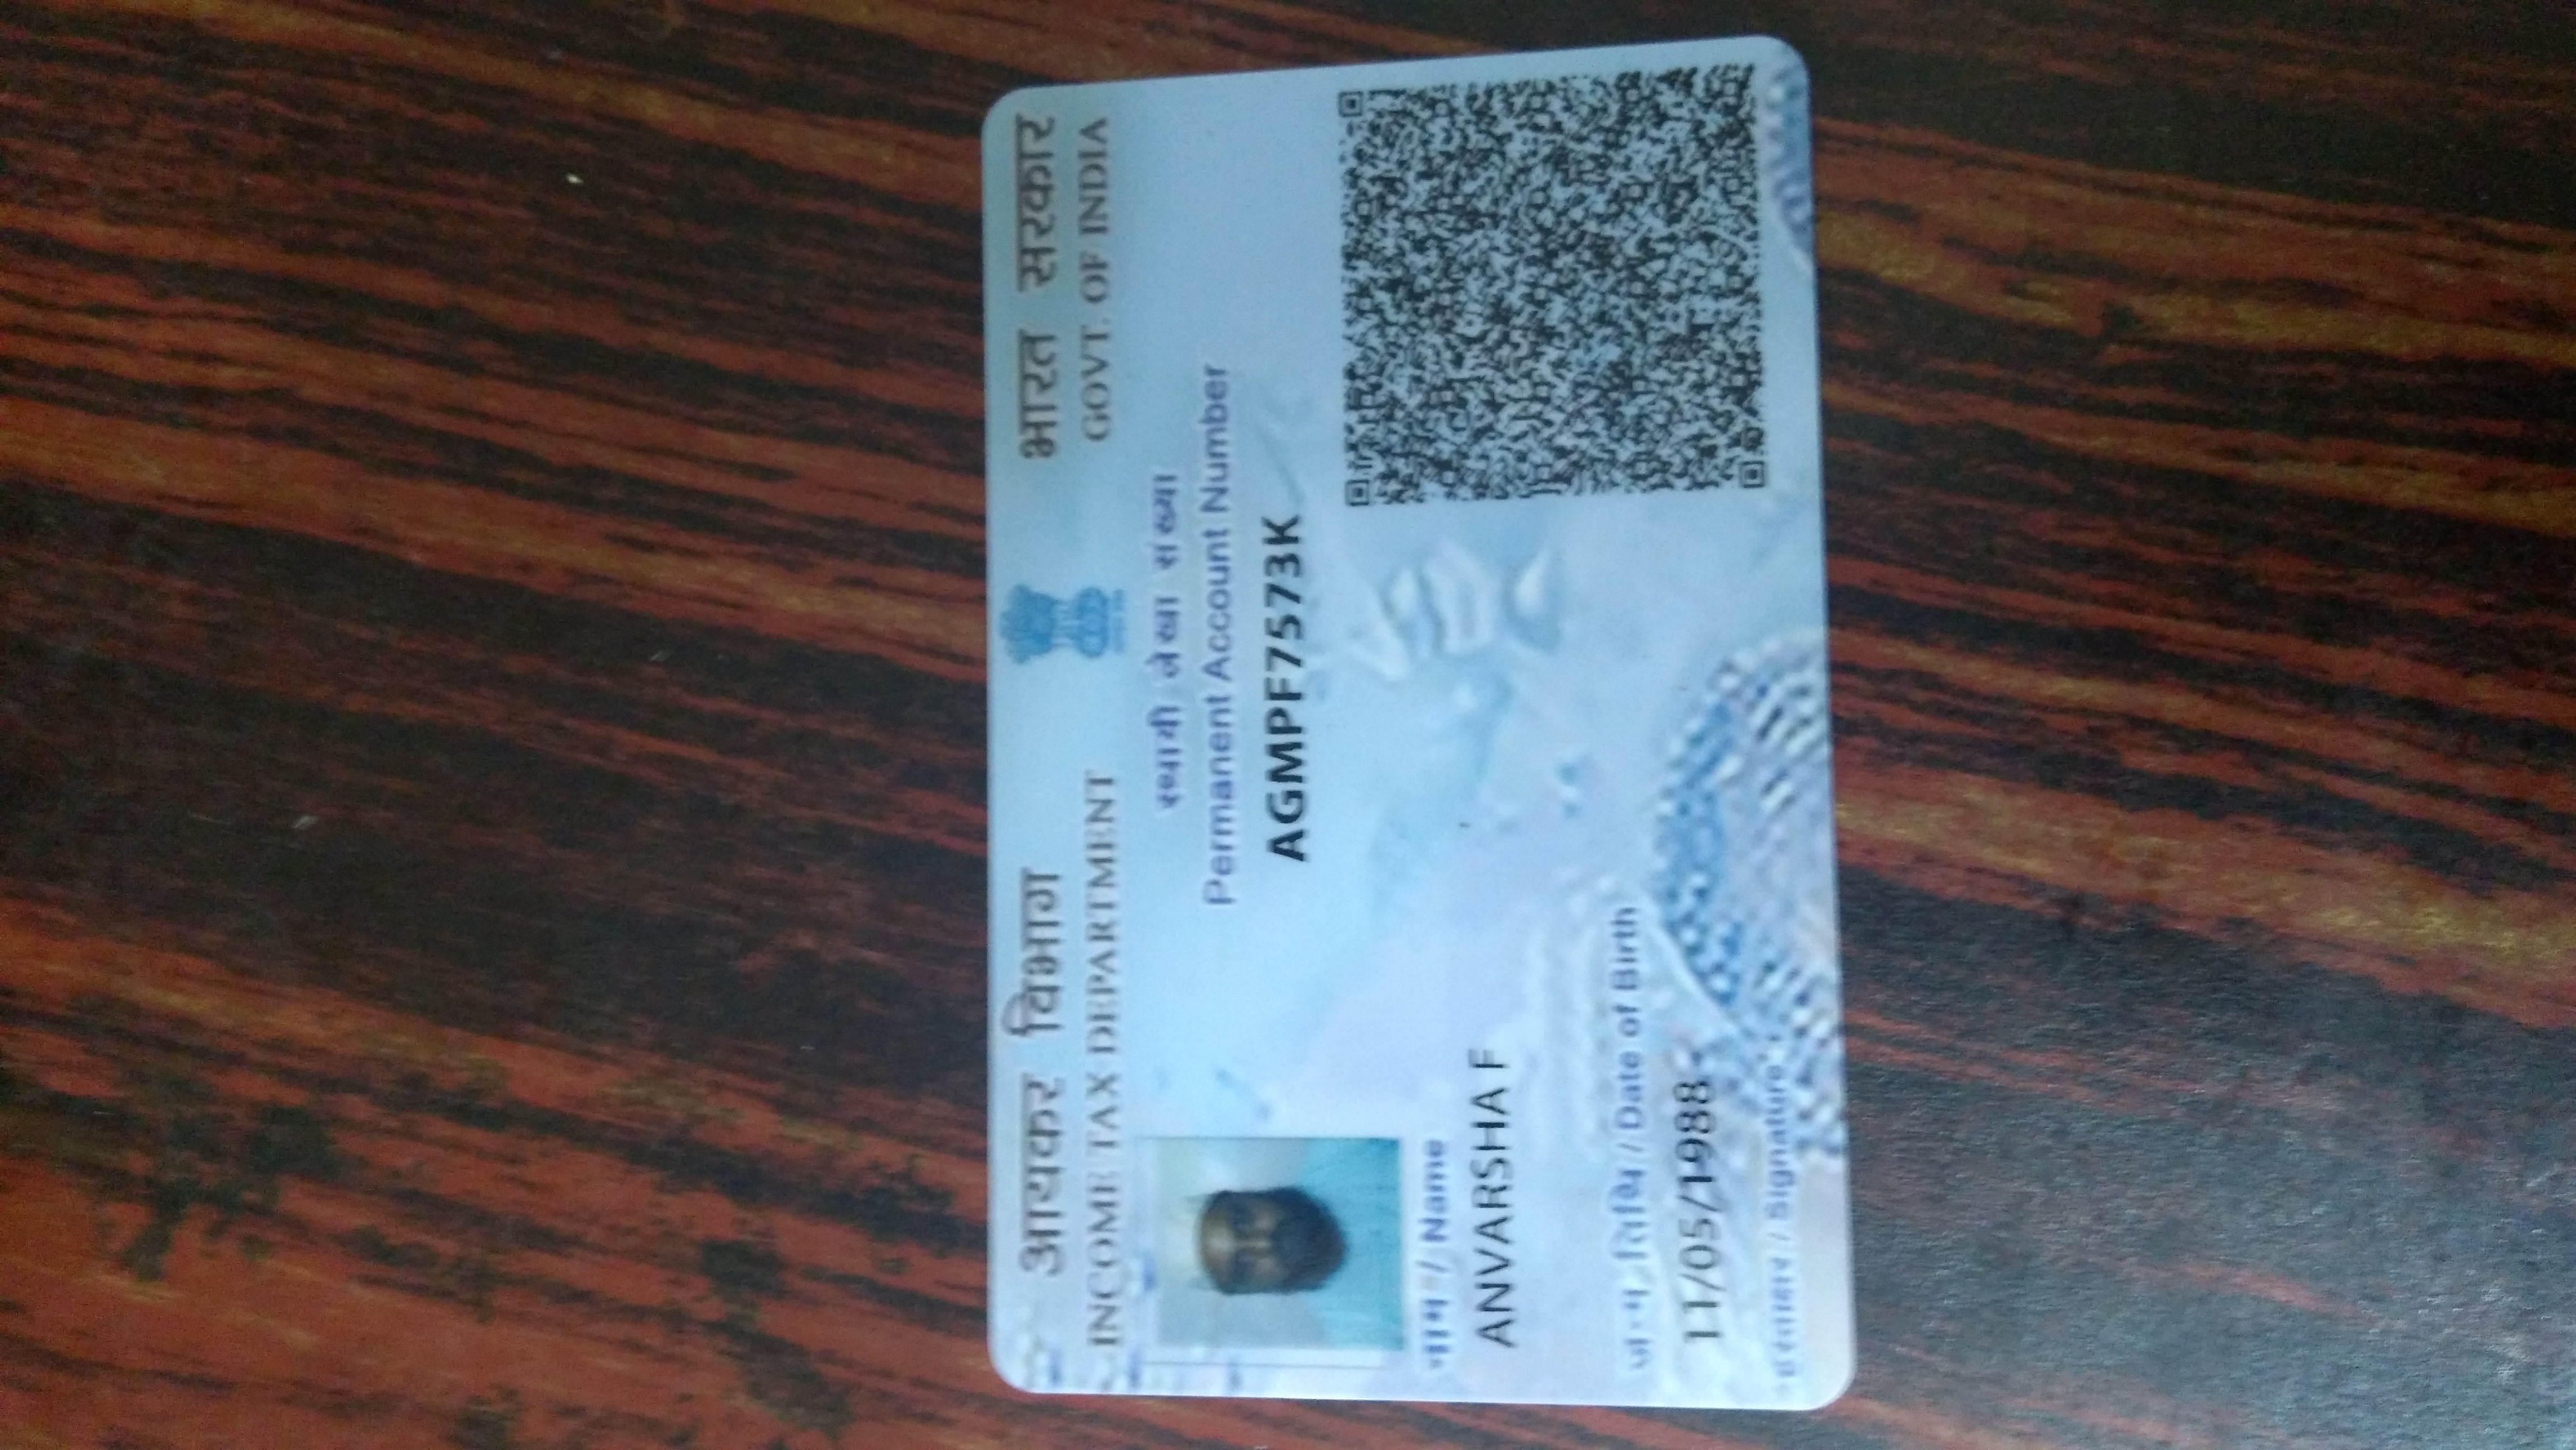 आयकर विभाग
INCOME TAX DEPARTMENT
भारत सरकार
GOVT. OF INDIA
स्थायी लेखा संख्या
Permanent Account Number
AGMPF7573K
नाम / Name
ANVARSHA F
जन्म तिथि / Date of Birth
11/05/1988
हस्ताक्षर / Signature